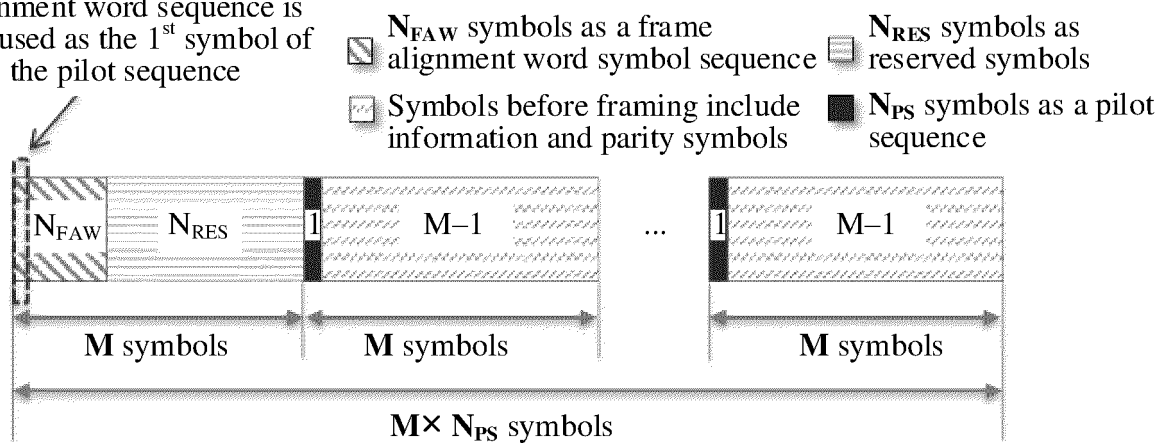 nment word sequence is
used as the 1st symbol of
the pilot sequence
NFAW symbols as a frame
alignment word symbol sequence
NRES symbols as
reserved symbols
Symbols before framing include
information and parity symbols
NPS symbols as a pilot
sequence
NFAW
NRES
1
M–1
...
1
M–1
M symbols
M symbols
M symbols
M× NPS symbols